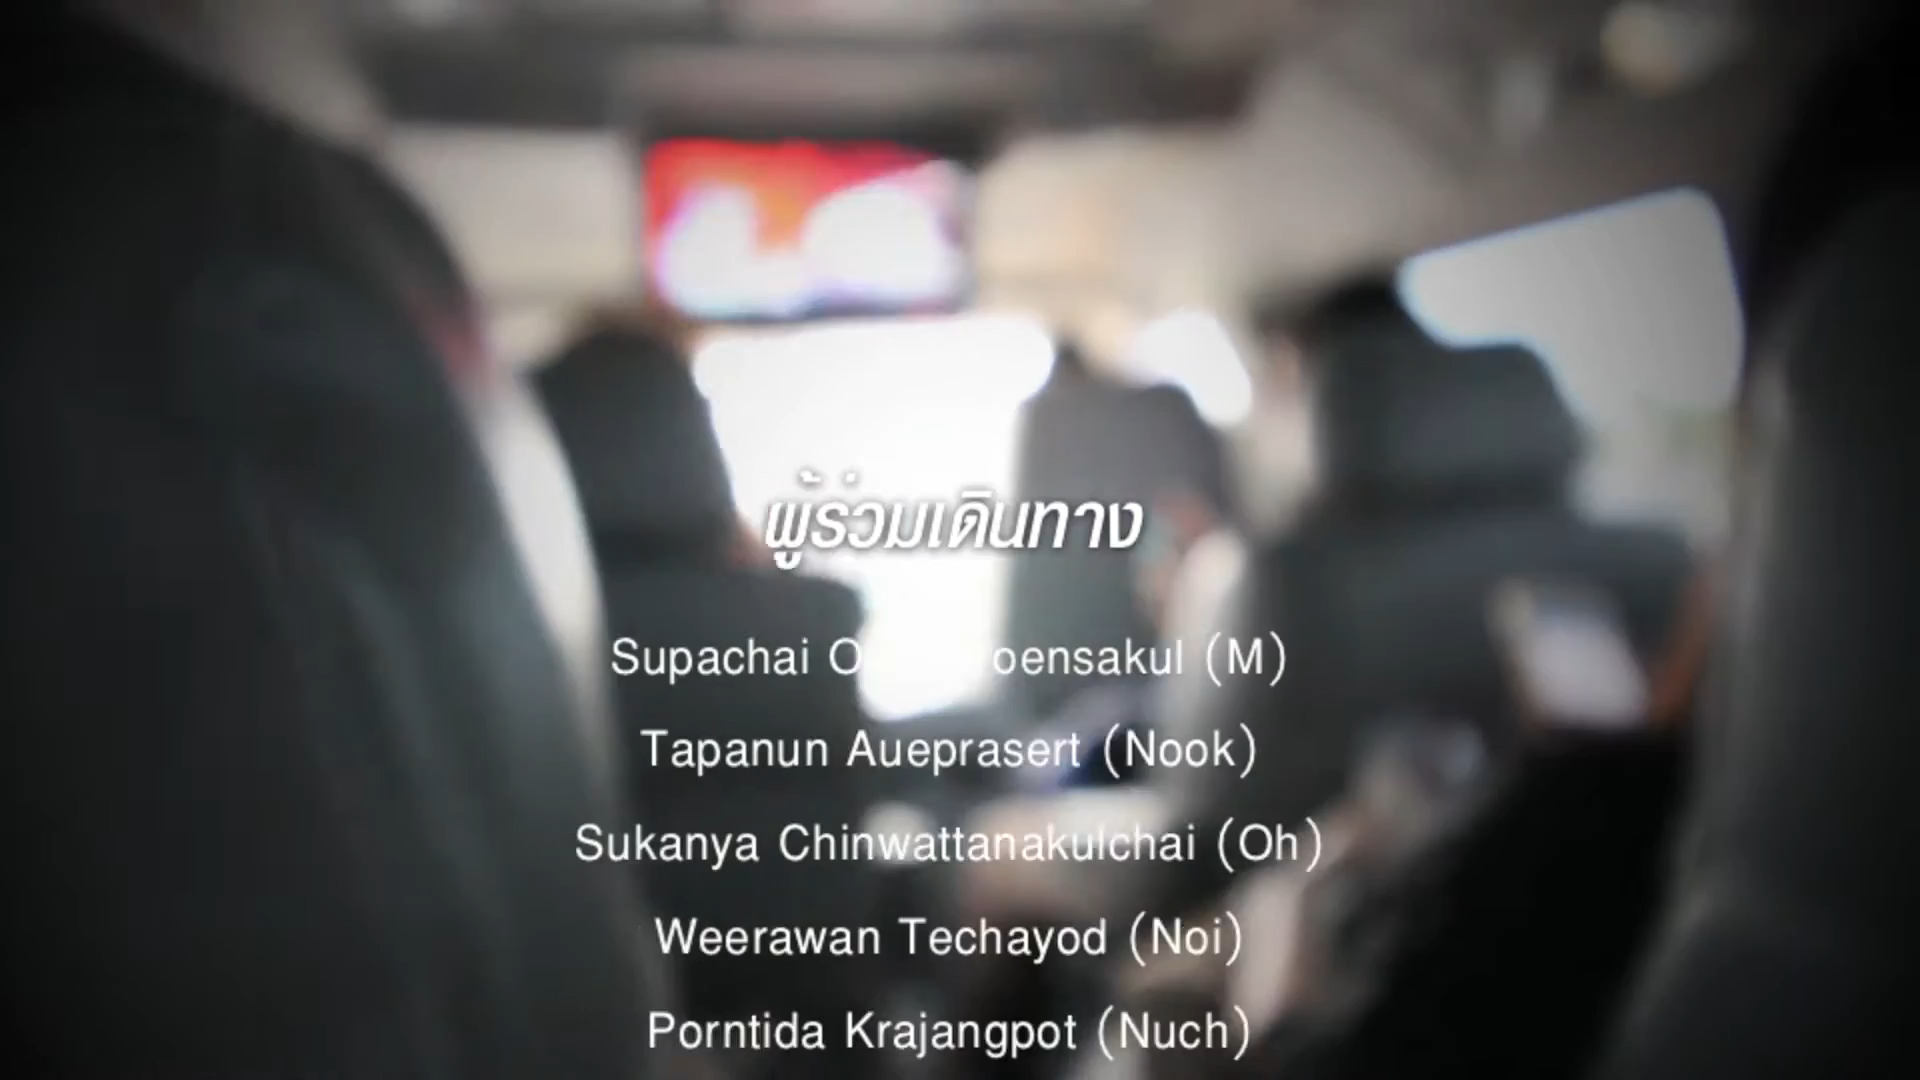 ผู้ร่วมเดินทาง
Supachai (M)
Tapanun Aueprasert (Nook)
Sukanya Chinwattanakulchai (Oh)
Weerawan Techayod (Noi)
Porntida Krajangpot (Nuch)